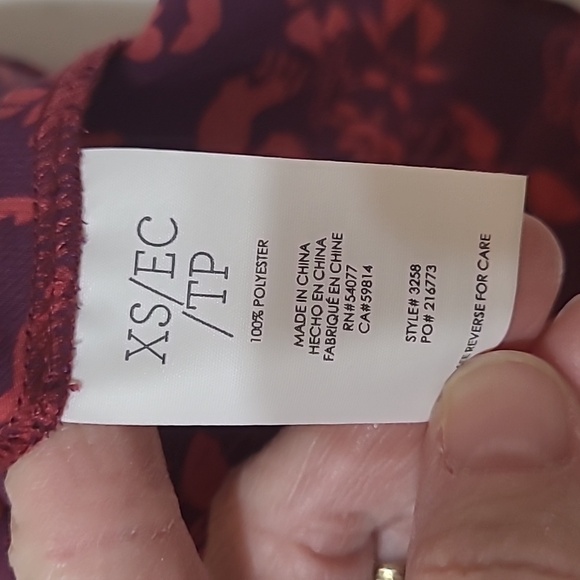 XS/EC
/TP
100% POLYESTER
MADE IN CHINA
HECHO EN CHINA
FABRIQUÉ EN CHINE
RN#54077
CA#59814
STYLE# 3258
PO# 216773
REVERSE FOR CARE